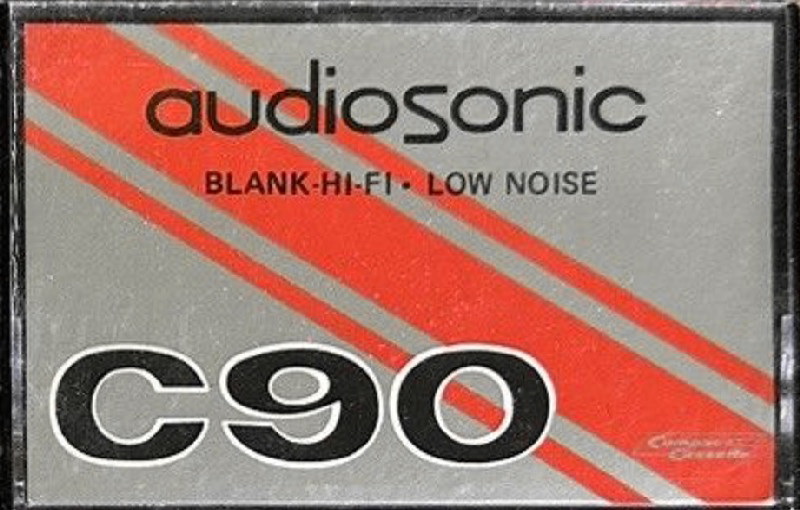 audiosonic
BLANK-HI-FI • LOW NOISE
C90
Compact
Cassette